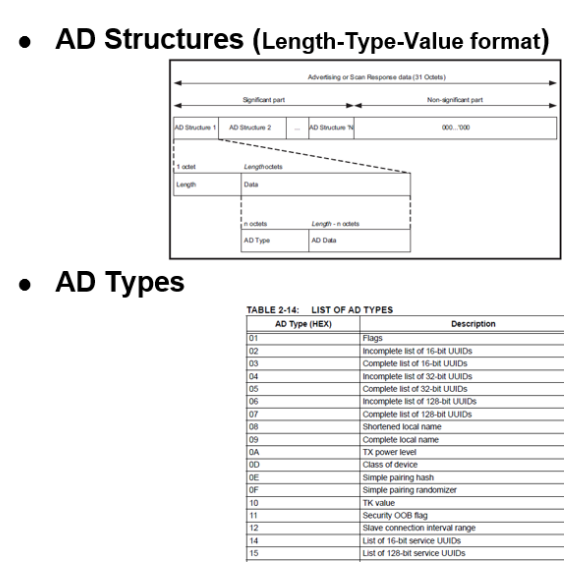 ● AD Structures (Length-Type-Value format)
Advertising or Scan Response data (31 Octets)
Significant part Non-significant part
AD Structure 1 AD Structure 2 ... AD Structure N 000...000
1 octet Length octets
Length Data
n octets Length - n octets
AD Type AD Data
● AD Types
TABLE 2-14: LIST OF AD TYPES
AD Type (HEX) Description
01 Flags
02 Incomplete list of 16-bit UUIDs
03 Complete list of 16-bit UUIDs
04 Incomplete list of 32-bit UUIDs
05 Complete list of 32-bit UUIDs
06 Incomplete list of 128-bit UUIDs
07 Complete list of 128-bit UUIDs
08 Shortened local name
09 Complete local name
0A TX power level
0D Class of device
0E Simple pairing hash
0F Simple pairing randomizer
10 TK value
11 Security OOB flag
12 Slave connection interval range
14 List of 16-bit service UUIDs
15 List of 128-bit service UUIDs